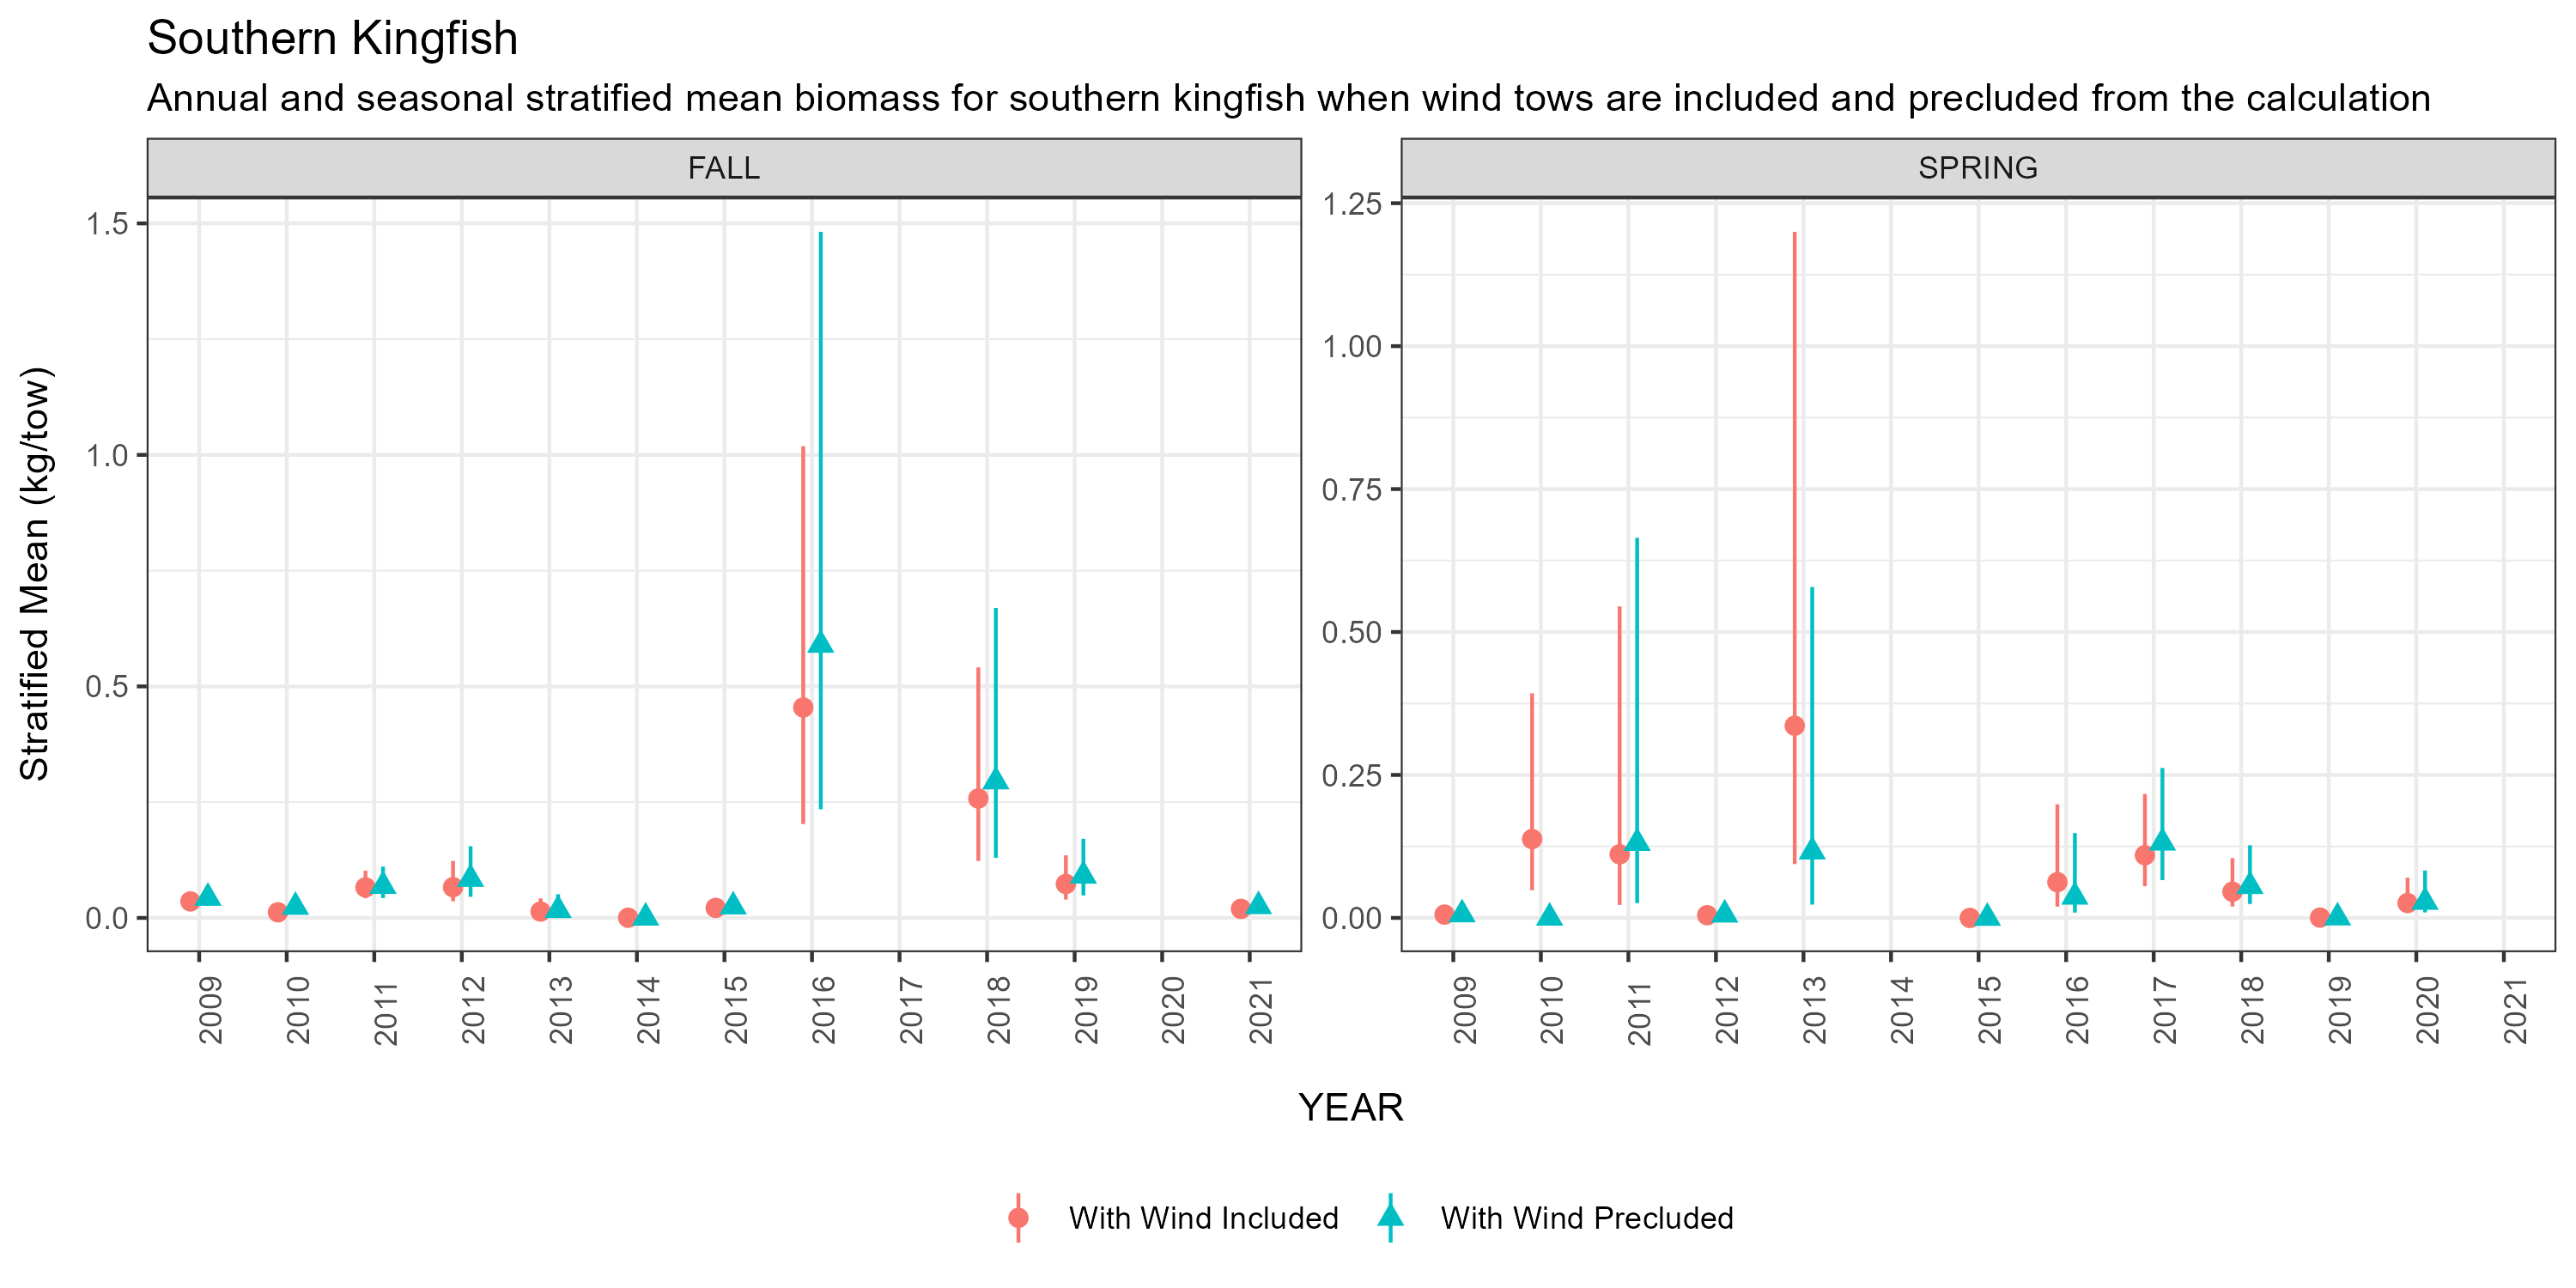 Southern Kingfish
Annual and seasonal stratified mean biomass for southern kingfish when wind tows are included and precluded from the calculation
FALL
SPRING
Stratified Mean (kg/tow)
1.5
1.0
0.5
0.0
1.25
1.00
0.75
0.50
0.25
0.00
2009 2010 2011 2012 2013 2014 2015 2016 2017 2018 2019 2020 2021
2009 2010 2011 2012 2013 2014 2015 2016 2017 2018 2019 2020 2021
YEAR
With Wind Included With Wind Precluded